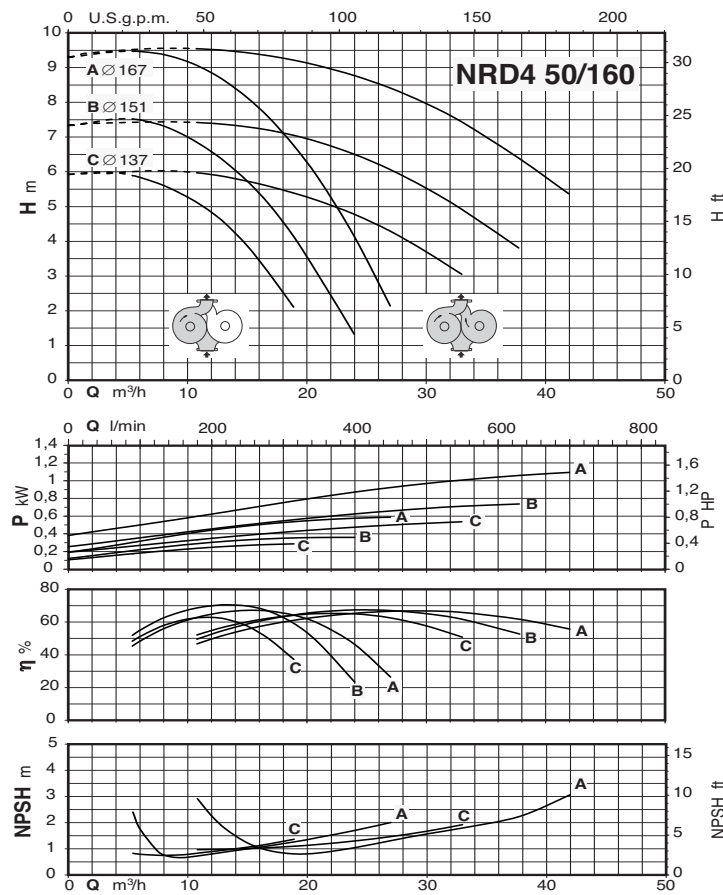 0 U.S.g.p.m. 50 100 150 200
10
9
8
7
6
5
4
3
2
1
0
H m
30
25
20
15
10
5
0
H ft
NRD4 50/160
A ∅ 167
B ∅ 151
C ∅ 137
0 Q m³/h 10 20 30 40 50
0 Q l/min 200 400 600 800
1,4
1,2
1
0,8
0,6
0,4
0,2
0
P kW
1,6
1,2
0,8
0,4
0
P HP
A
B
A
C
B
C
80
60
40
20
0
η %
C
B
A
C
B
A
5
4
3
2
1
0
NPSH m
15
10
5
0
NPSH ft
C
A
C
A
0 Q m³/h 10 20 30 40 50